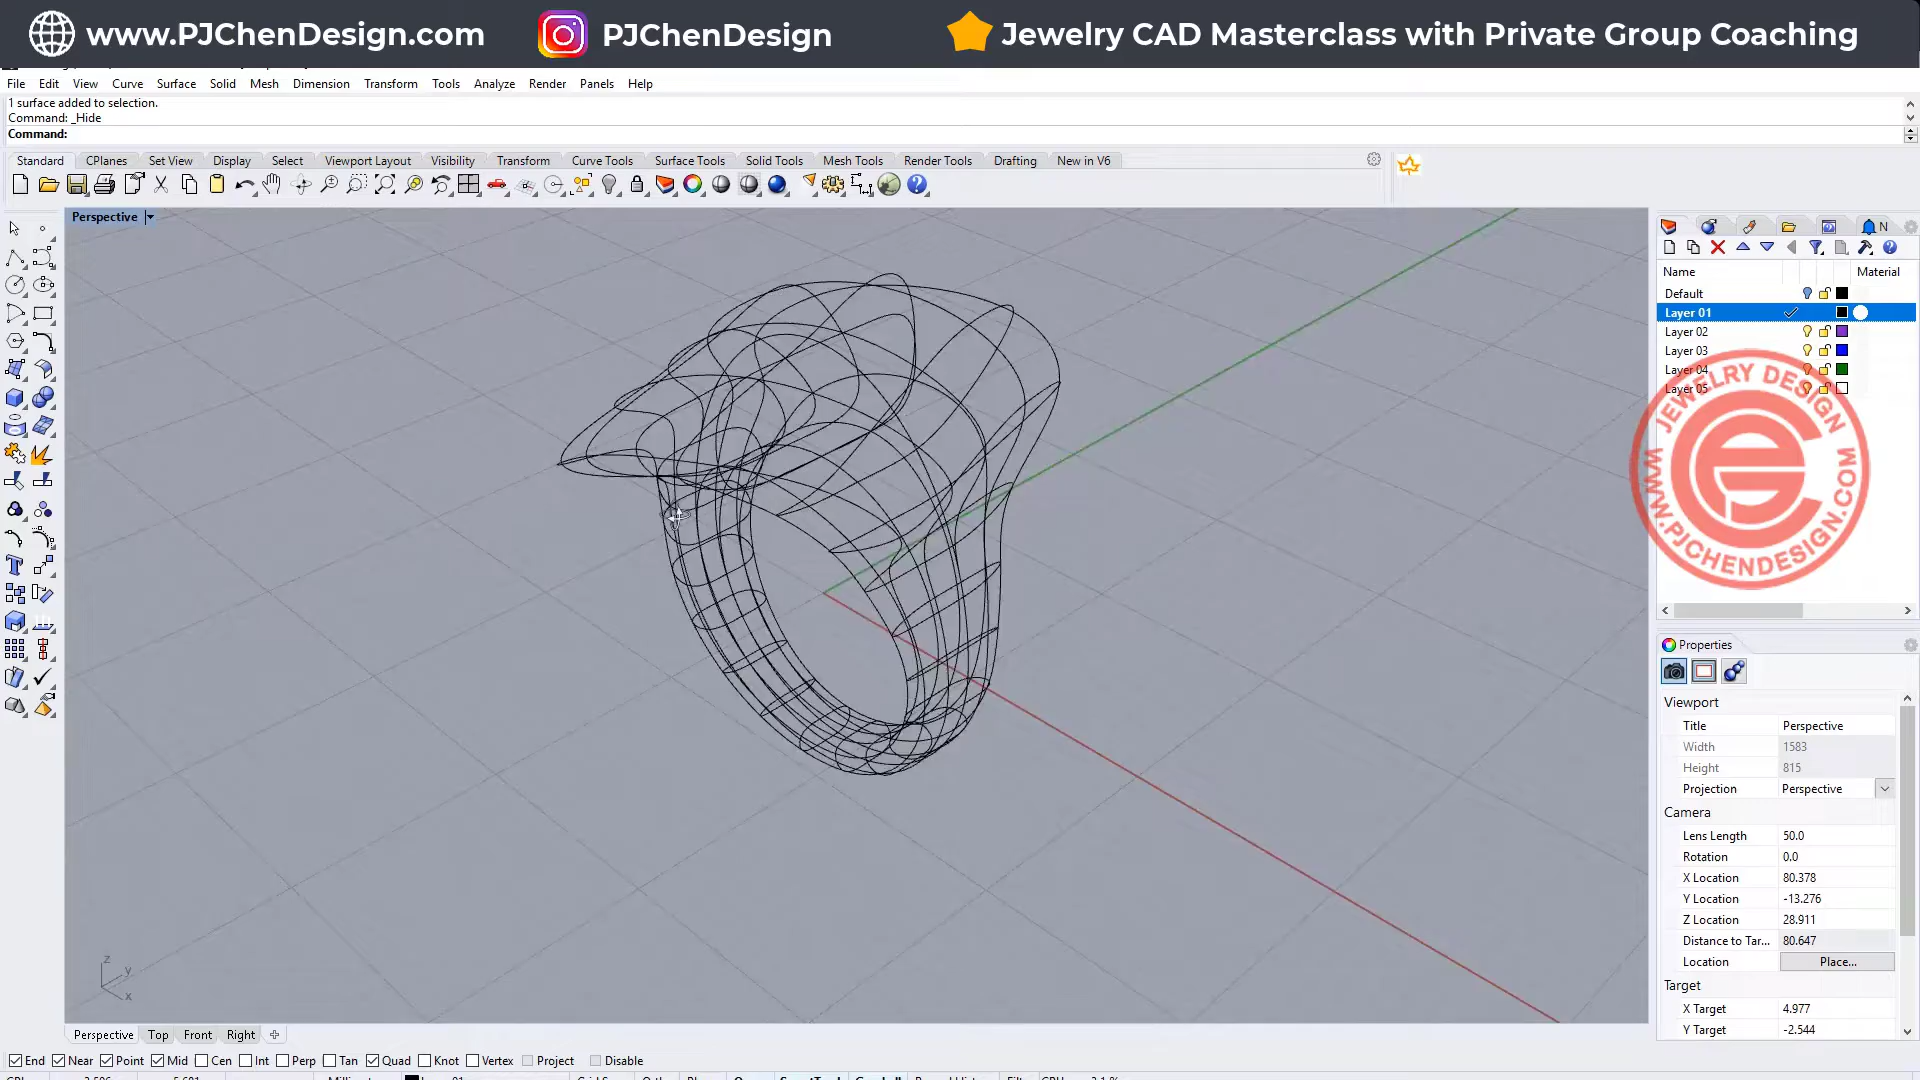 www.PJChenDesign.com PJChenDesign Jewelry CAD Masterclass with Private Group Coaching
File Edit View Curve Surface Solid Mesh Dimension Transform Tools Analyze Render Panels Help
1 surface added to selection.
Command: _Hide
Command:
Standard CPlanes Set View Display Select Viewport Layout Visibility Transform Curve Tools Surface Tools Solid Tools Mesh Tools Render Tools Drafting New in V6
Perspective
N
Name Material
Default
Layer 01
Layer 02
Layer 03
Layer 04
Layer 05
JEWELRY DESIGN
WWW.PJCHENDESIGN.COM
Properties
Viewport
Title Perspective
Width 1583
Height 815
Projection Perspective
Camera
Lens Length 50.0
Rotation 0.0
X Location 80.378
Y Location -13.276
Z Location 28.911
Distance to Tar... 80.647
Location Place...
Target
X Target 4.977
Y Target -2.544
z
y
x
Perspective Top Front Right
End Near Point Mid Cen Int Perp Tan Quad Knot Vertex Project Disable